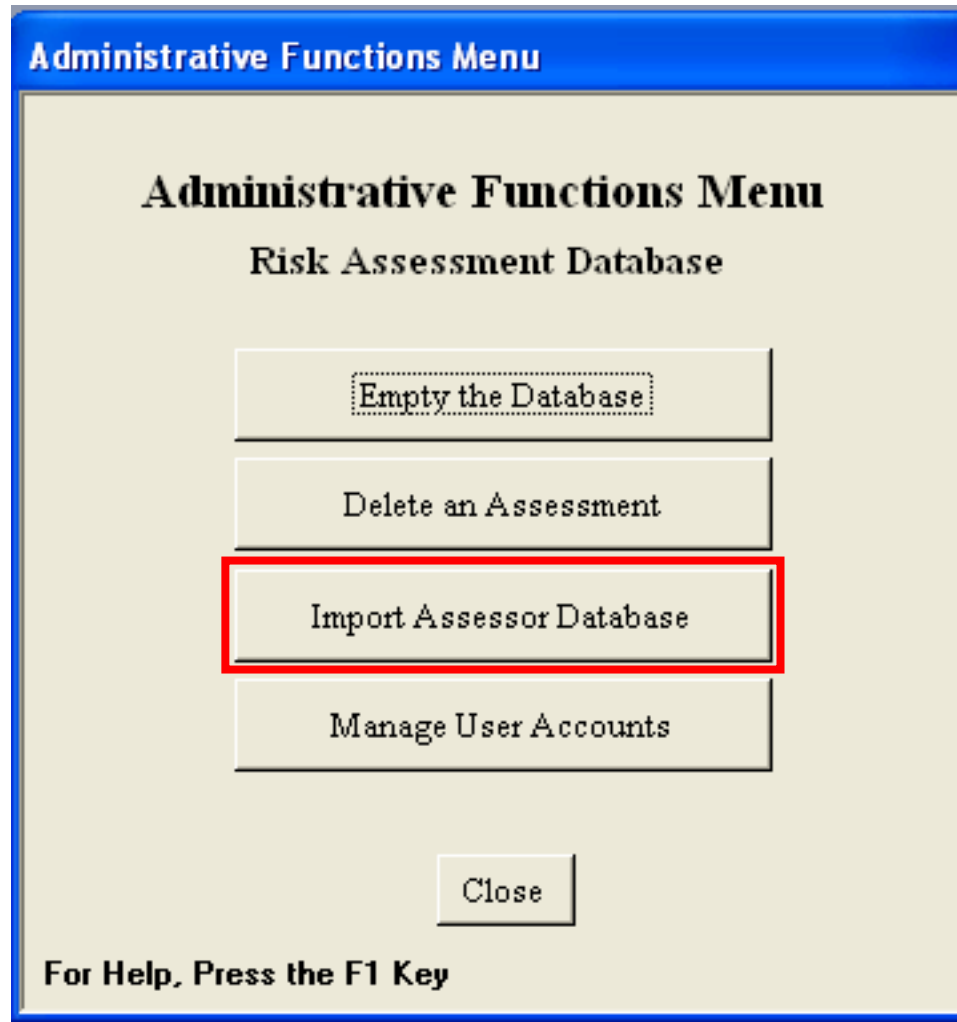 Administrative Functions Menu
Administrative Functions Menu
Risk Assessment Database
Empty the Database
Delete an Assessment
Import Assessor Database
Manage User Accounts
Close
For Help, Press the F1 Key